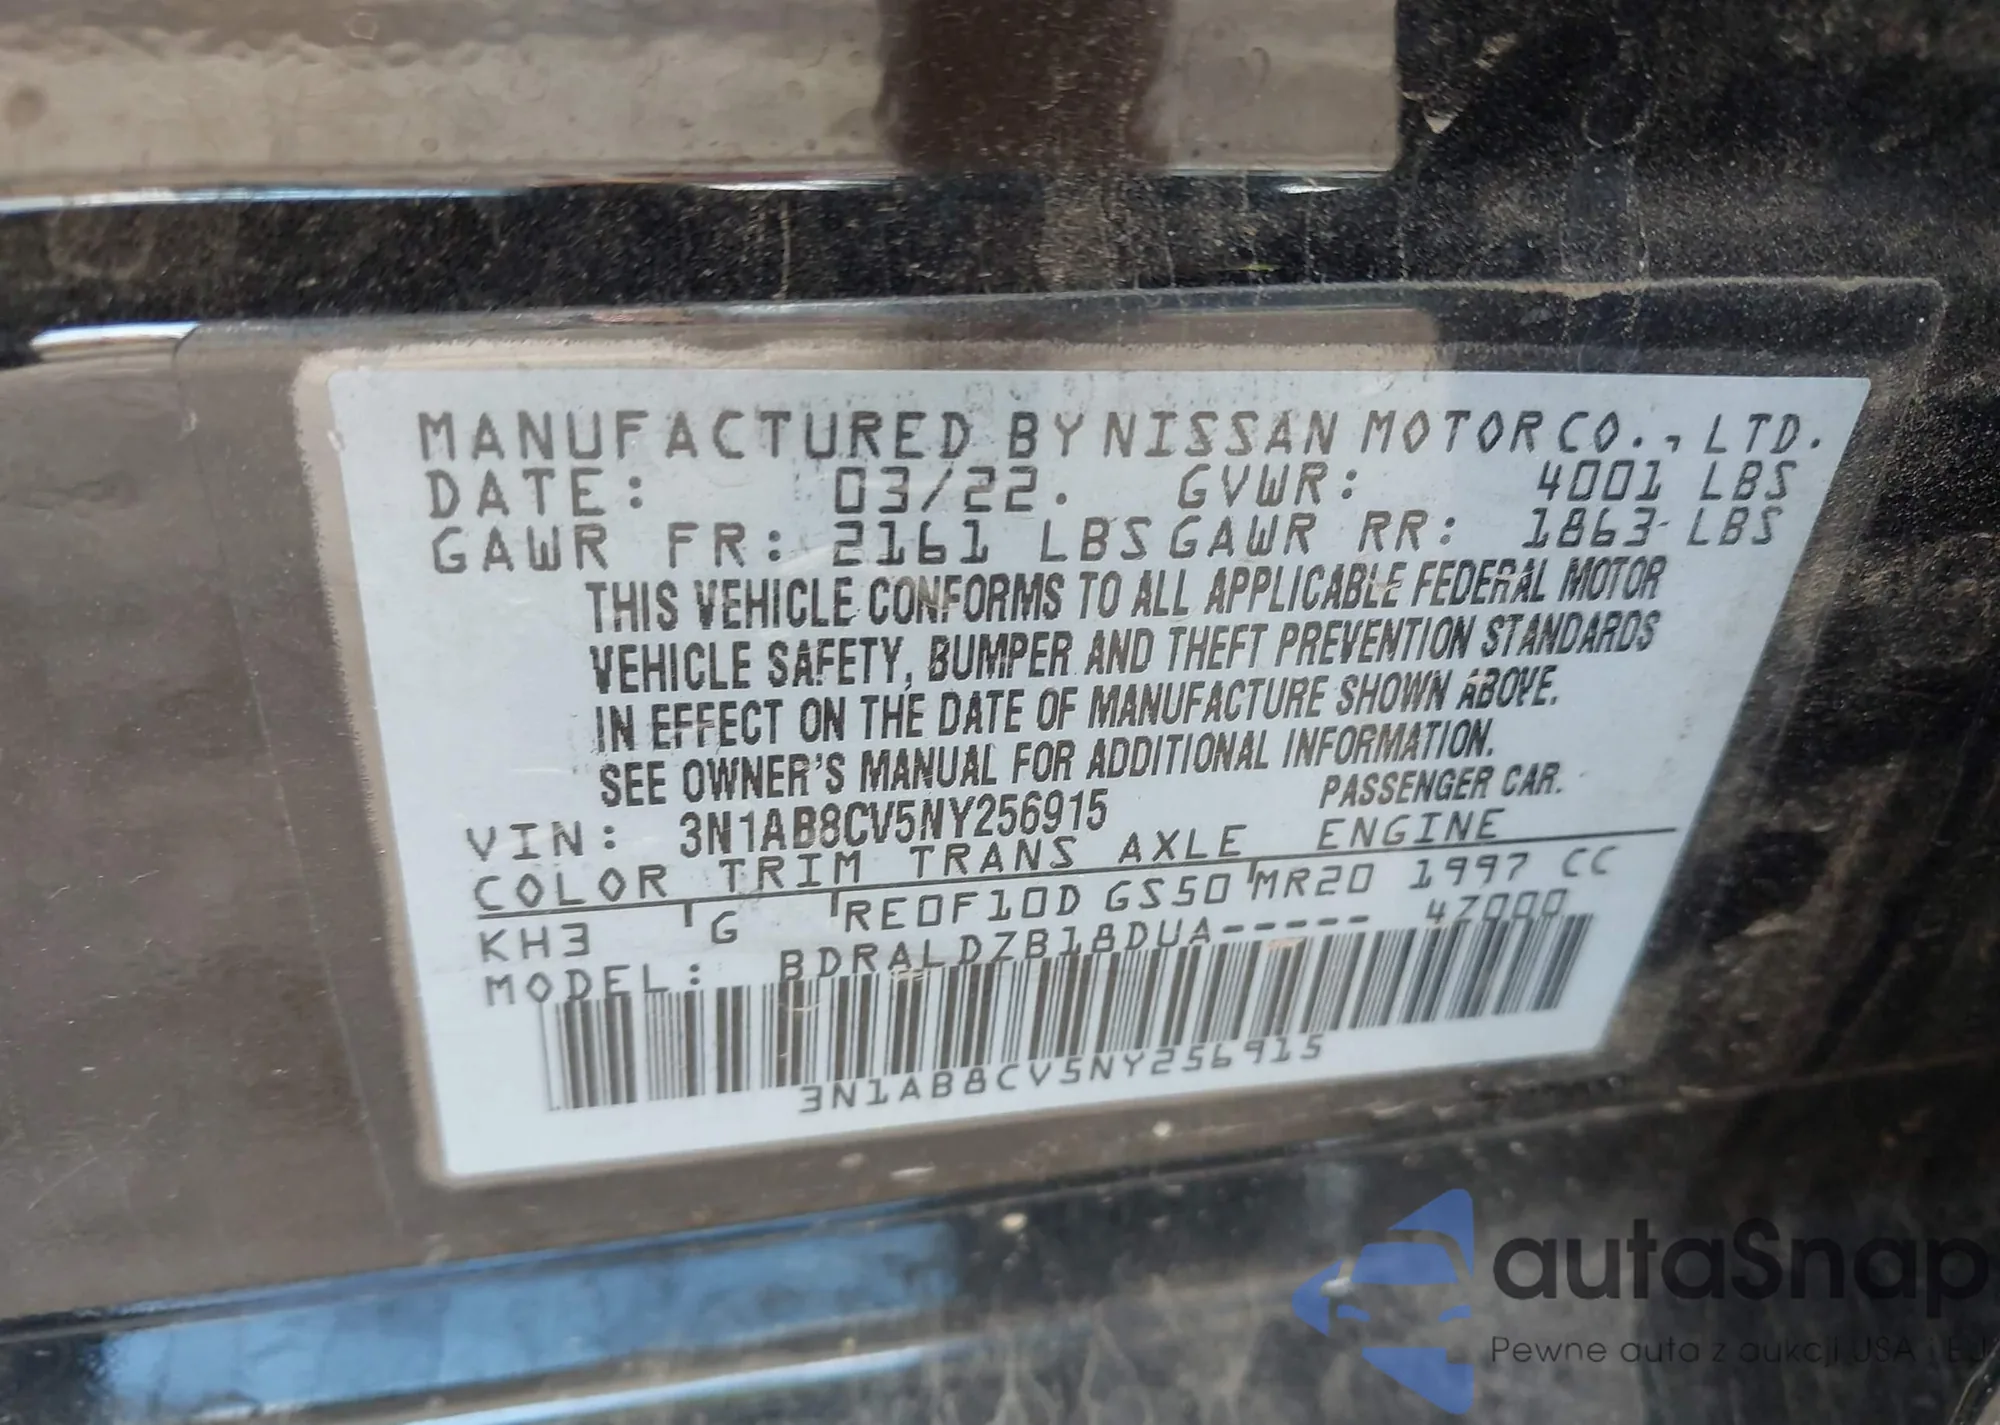 MANUFACTURED BY NISSAN MOTOR CO., LTD.
DATE: 03/22. GVWR: 4001 LBS
GAWR FR: 2161 LBS GAWR RR: 1863 LBS
THIS VEHICLE CONFORMS TO ALL APPLICABLE FEDERAL MOTOR
VEHICLE SAFETY, BUMPER AND THEFT PREVENTION STANDARDS
IN EFFECT ON THE DATE OF MANUFACTURE SHOWN ABOVE.
SEE OWNER'S MANUAL FOR ADDITIONAL INFORMATION.
VIN: 3N1AB8CV5NY256915 PASSENGER CAR.
COLOR TRIM TRANS AXLE ENGINE
KH3 G RE0F10D GS50 MR20 1997 CC
MODEL: BDRALDZB18DUA----- 47000
3N1AB8CV5NY256915
autaSnap
Pewne auta z aukcji USA i EU